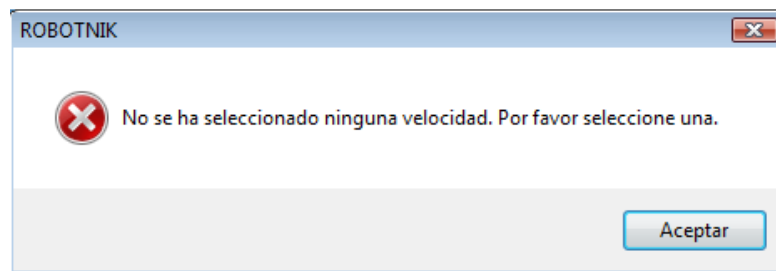 ROBOTNIK
No se ha seleccionado ninguna velocidad. Por favor seleccione una.
Aceptar